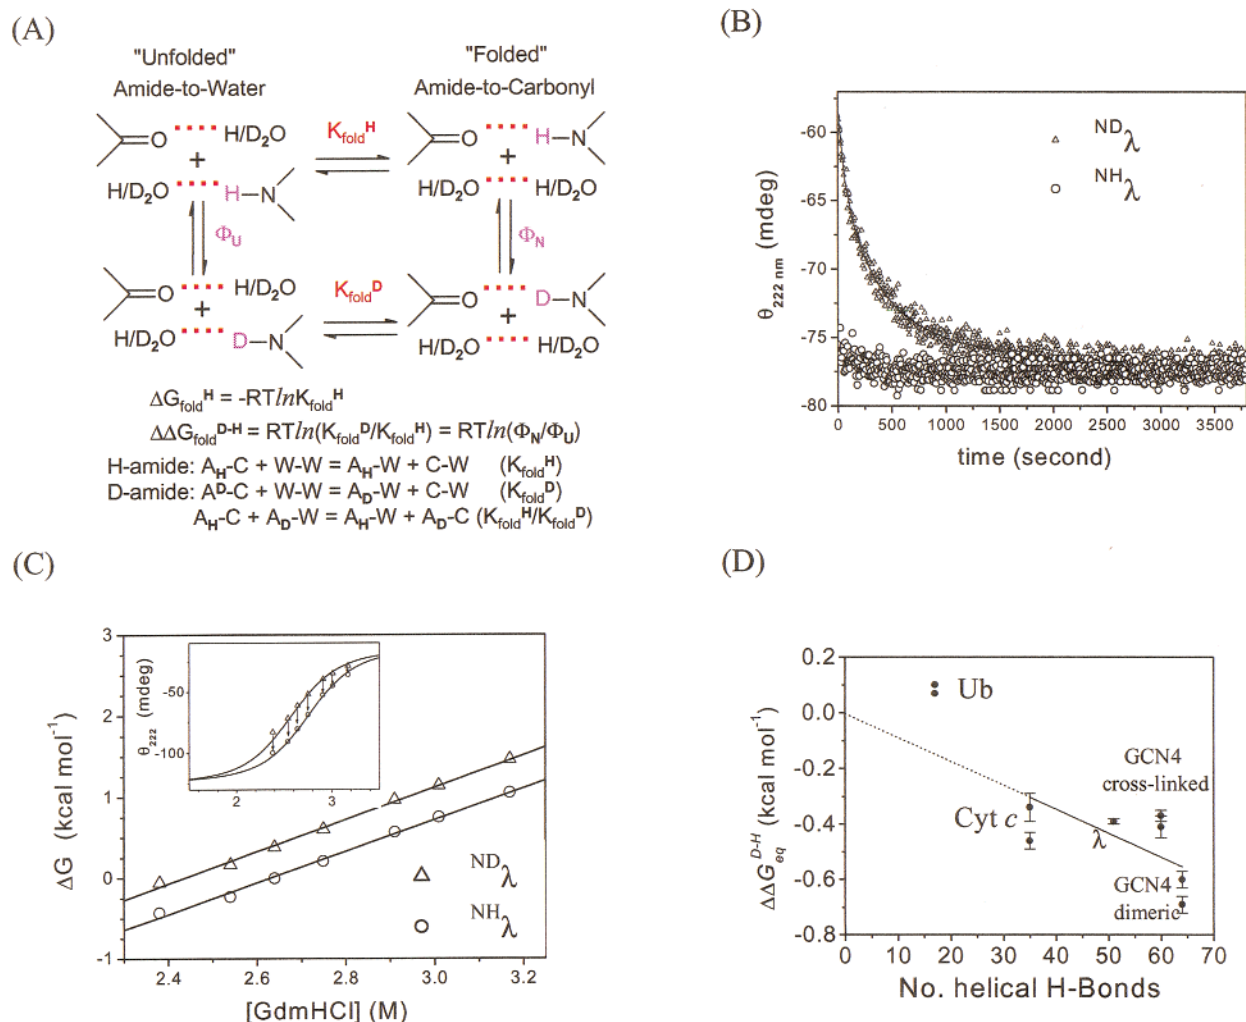 (A)
"Unfolded"
Amide-to-Water
"Folded"
Amide-to-Carbonyl
O H/D₂O
K_fold^H
O H–N
+
+
H/D₂O H–N
H/D₂O H/D₂O
Φ_U
Φ_N
O H/D₂O
K_fold^D
O D–N
+
+
H/D₂O D–N
H/D₂O H/D₂O
ΔG_fold^H = -RTlnK_fold^H
ΔΔG_fold^D-H = RTln(K_fold^D/K_fold^H) = RTln(Φ_N/Φ_U)
H-amide: A_H-C + W-W = A_H-W + C-W (K_fold^H)
D-amide: A^D-C + W-W = A_D-W + C-W (K_fold^D)
A_H-C + A_D-W = A_H-W + A_D-C (K_fold^H/K_fold^D)
(B)
θ_222 nm (mdeg)
-60
-65
-70
-75
-80
^NDλ
^NHλ
0 500 1000 1500 2000 2500 3000 3500
time (second)
(C)
ΔG (kcal mol⁻¹)
3
2
1
0
-1
θ_222 (mdeg)
-50
-100
2 3
^NDλ
^NHλ
2.4 2.6 2.8 3.0 3.2
[GdmHCl] (M)
(D)
ΔΔG_eq^D-H (kcal mol⁻¹)
0.2
0.0
-0.2
-0.4
-0.6
-0.8
Ub
GCN4
cross-linked
Cyt c
λ
GCN4
dimeric
0 10 20 30 40 50 60 70
No. helical H-Bonds